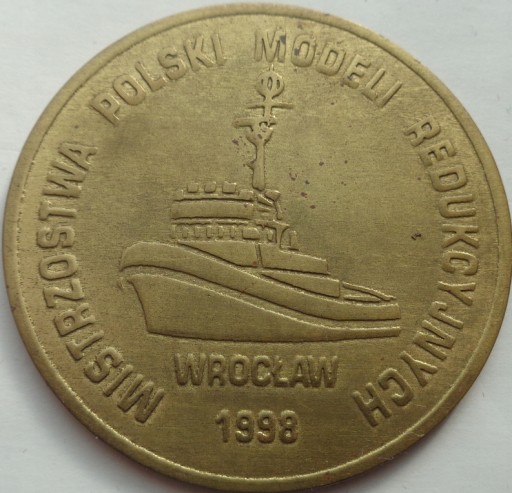 MISTRZOSTWA POLSKI MODELI REDUKCYJNYCH
WROCŁAW
1998